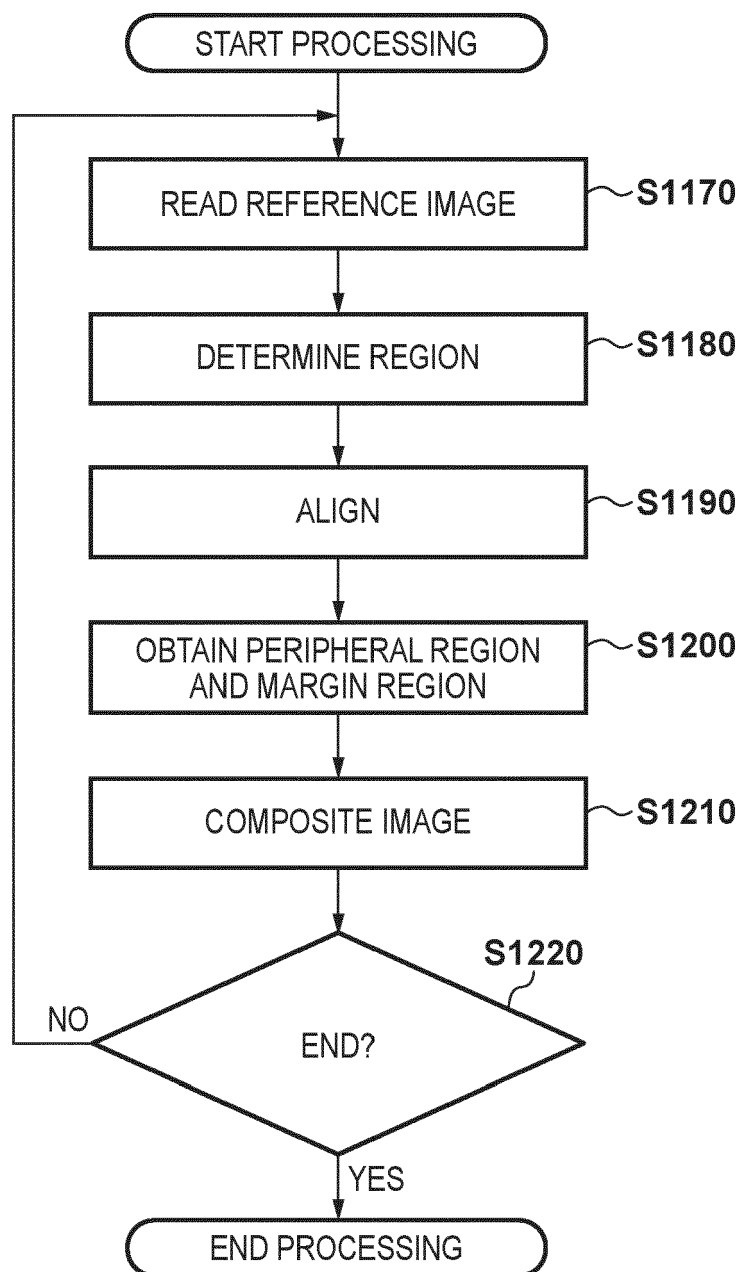 START PROCESSING
READ REFERENCE IMAGE
S1170
DETERMINE REGION
S1180
ALIGN
S1190
OBTAIN PERIPHERAL REGION
AND MARGIN REGION
S1200
COMPOSITE IMAGE
S1210
S1220
NO
END?
YES
END PROCESSING